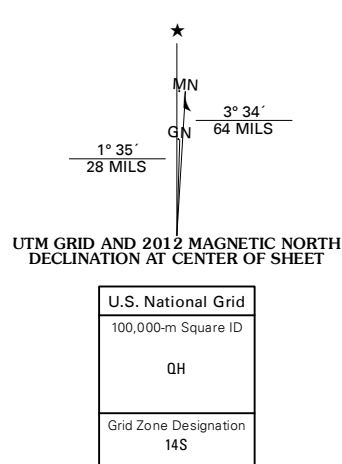 ★
MN
3° 34´
64 MILS
GN
1° 35´
28 MILS
UTM GRID AND 2012 MAGNETIC NORTH
DECLINATION AT CENTER OF SHEET
U.S. National Grid
100,000-m Square ID
QH
Grid Zone Designation
14S